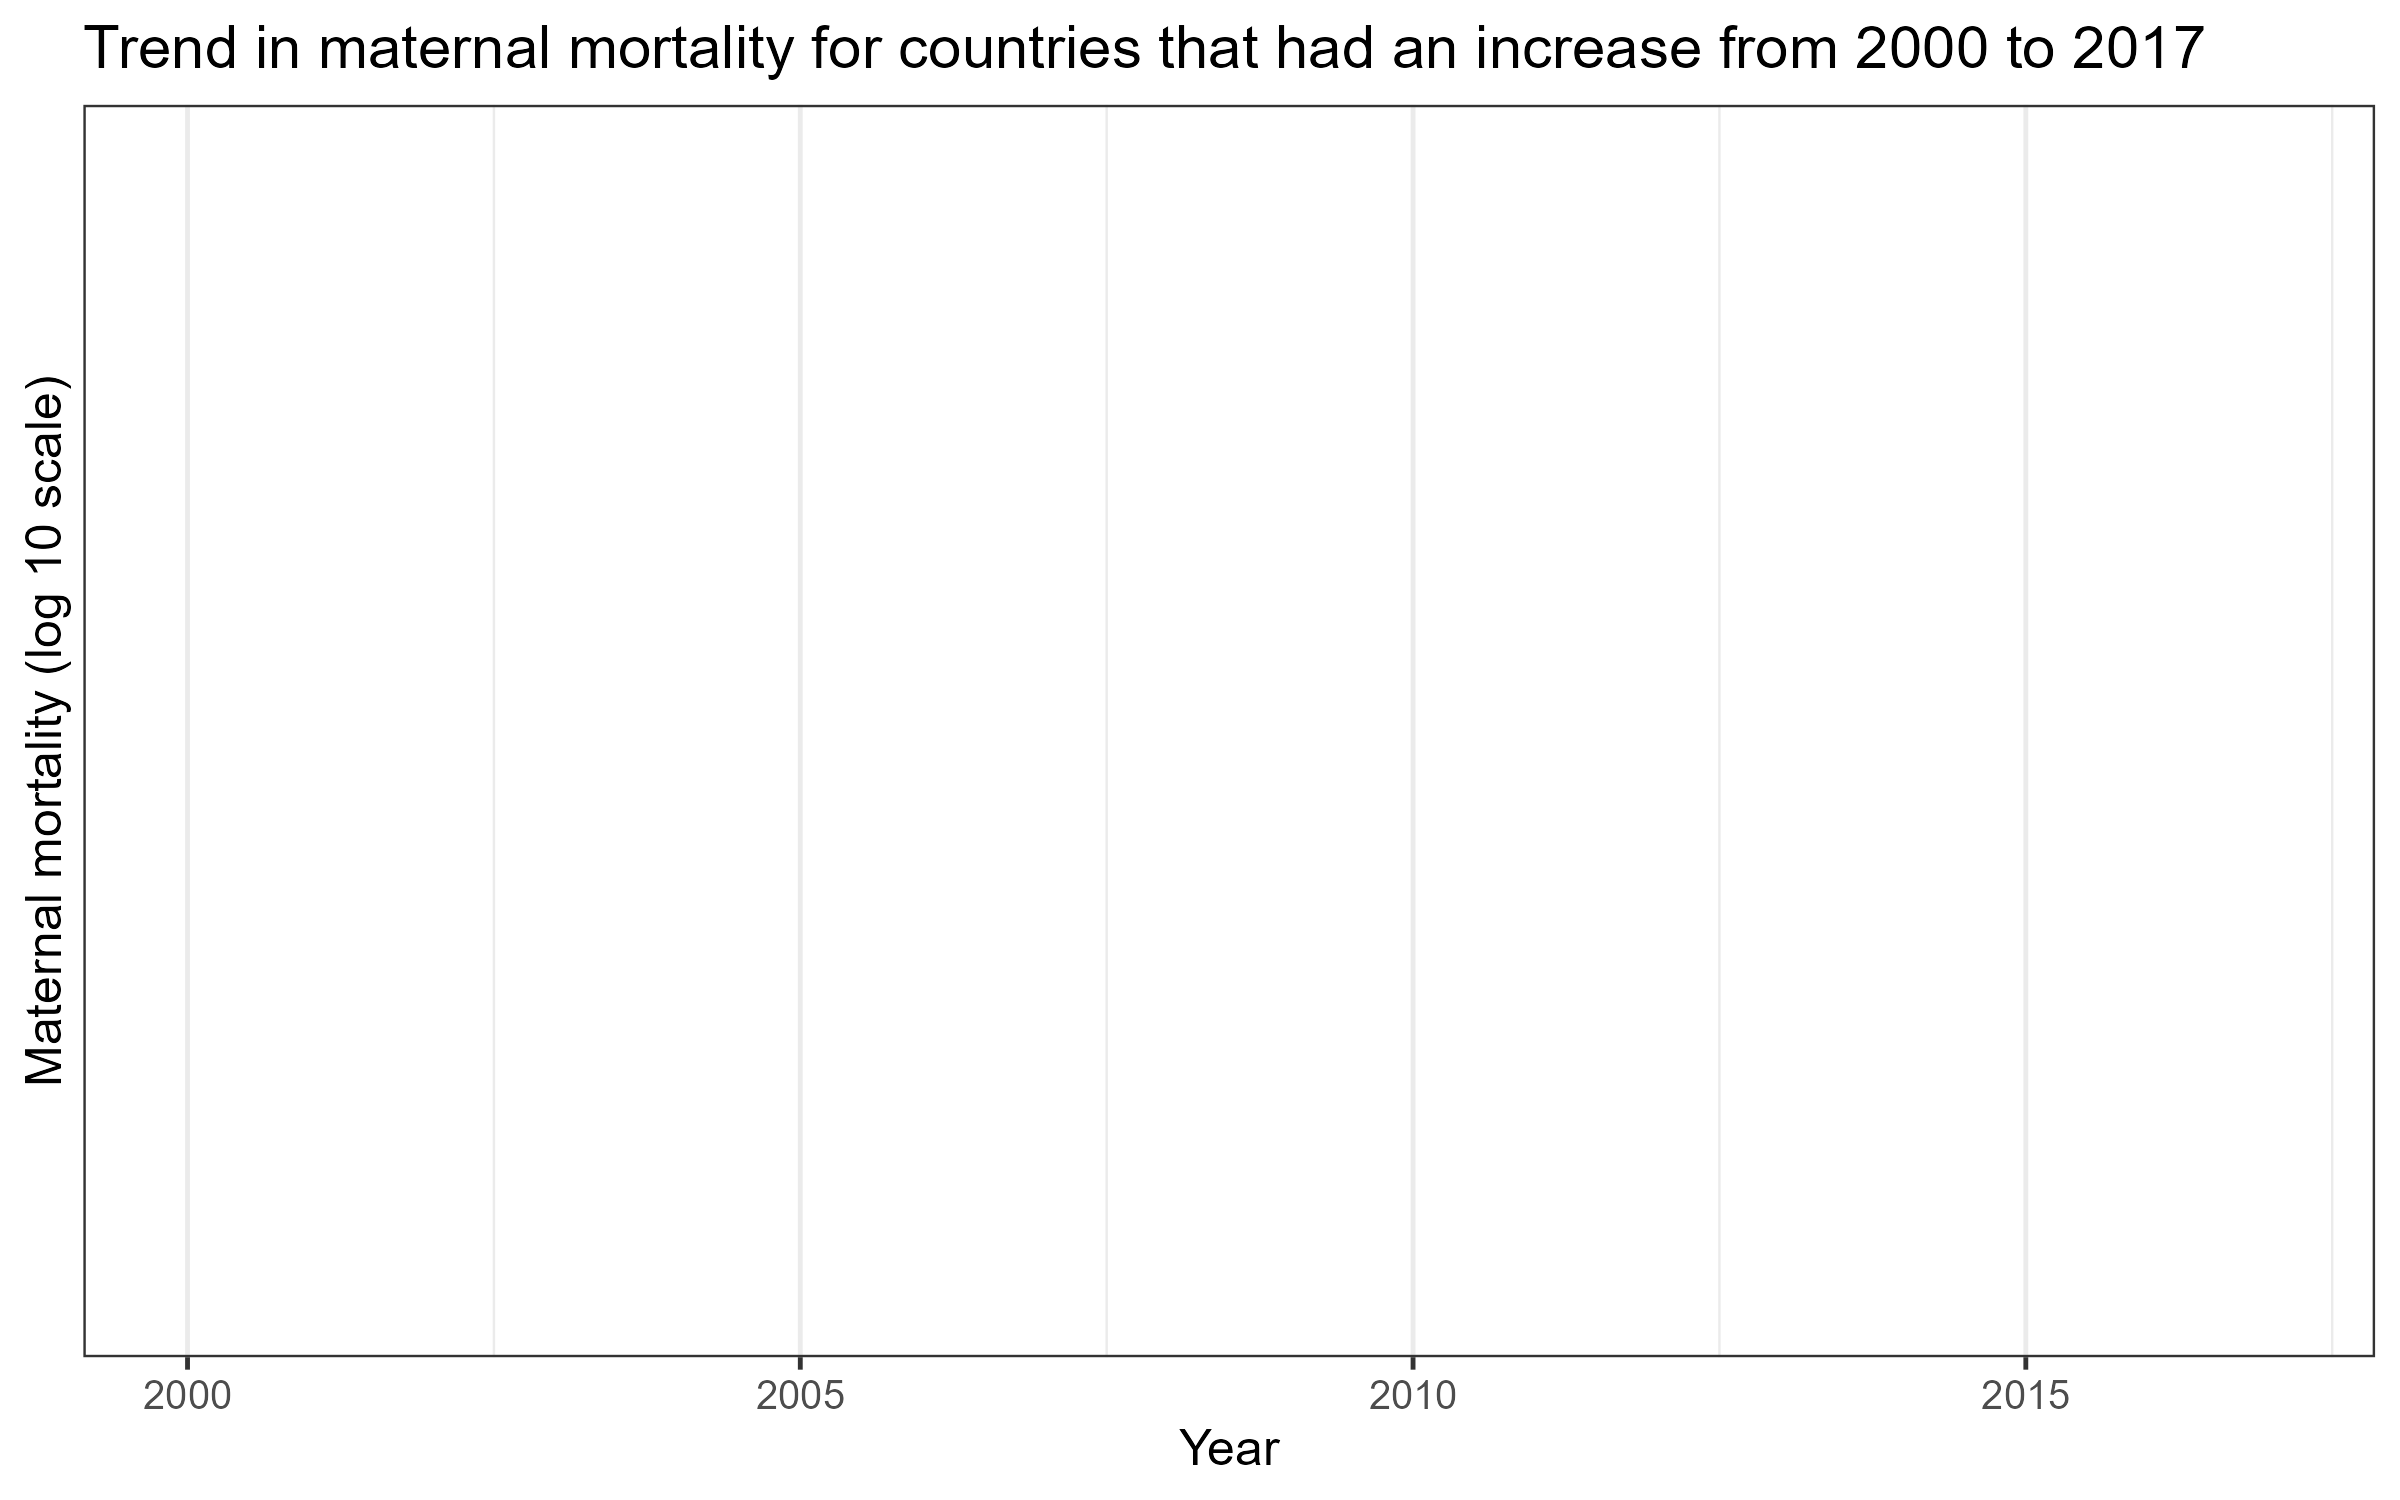 Trend in maternal mortality for countries that had an increase from 2000 to 2017
Maternal mortality (log 10 scale)
2000
2005
2010
2015
Year